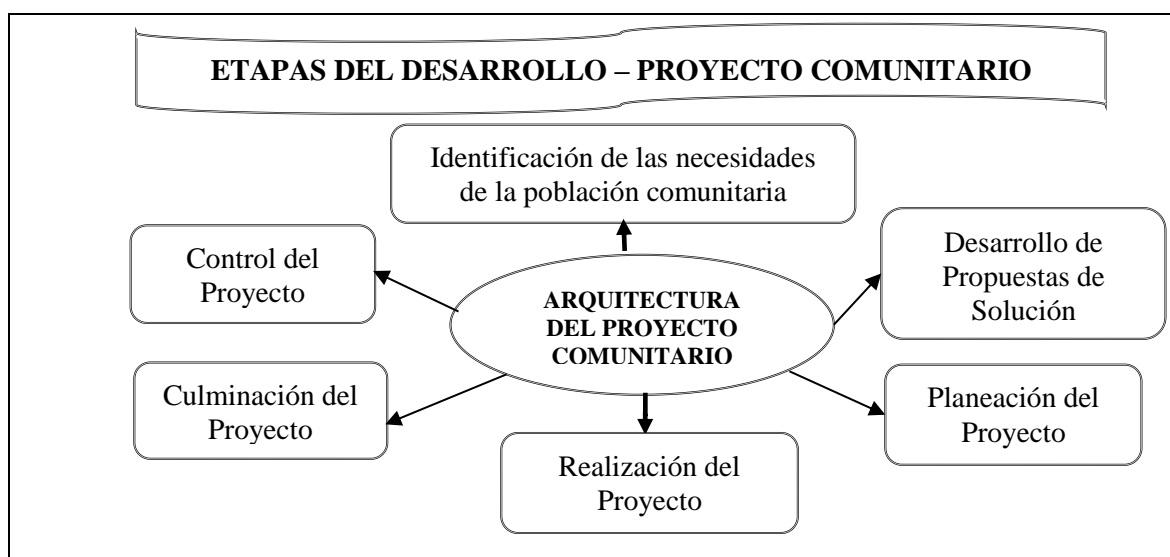 ETAPAS DEL DESARROLLO – PROYECTO COMUNITARIO
Identificación de las necesidades
de la población comunitaria
Control del
Proyecto
Desarrollo de
Propuestas de
Solución
ARQUITECTURA
DEL PROYECTO
COMUNITARIO
Culminación del
Proyecto
Planeación del
Proyecto
Realización del
Proyecto